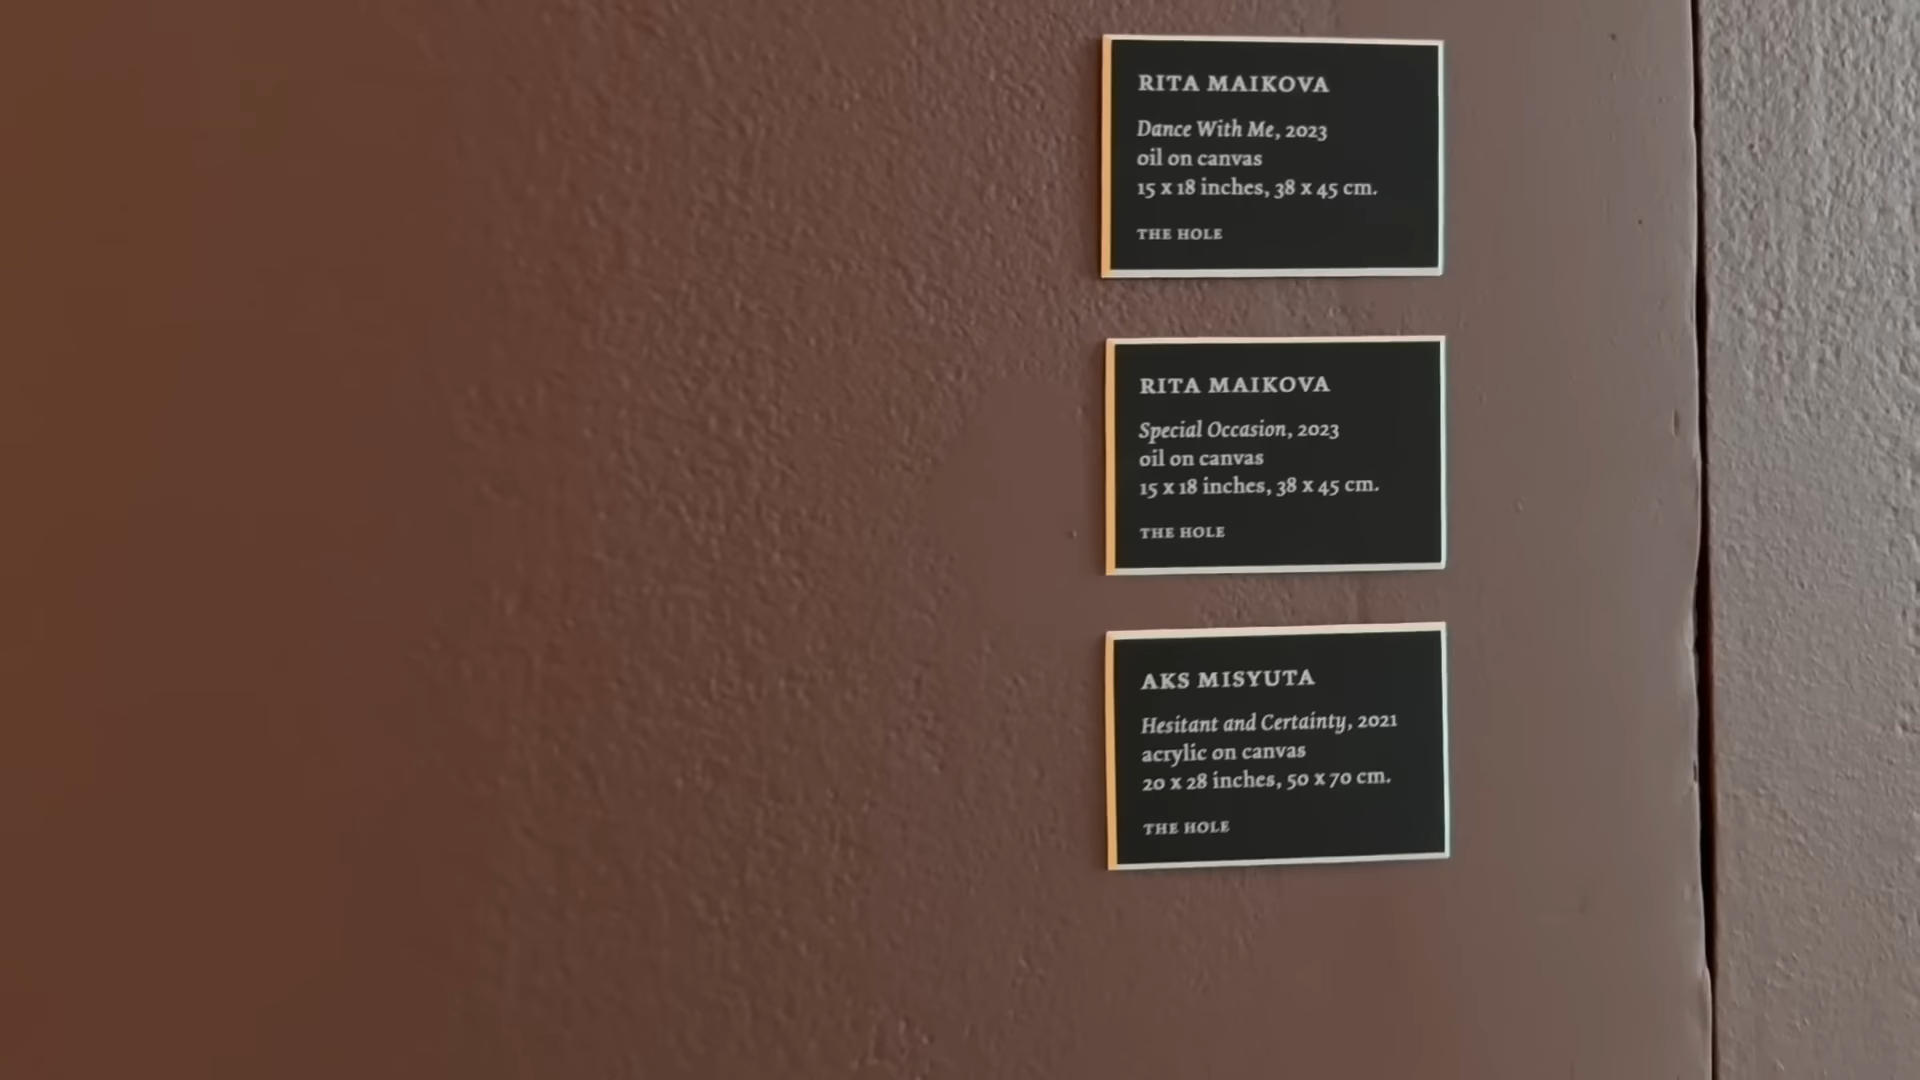 RITA MAIKOVA
Dance With Me, 2023
oil on canvas
15 x 18 inches, 38 x 45 cm.
THE HOLE
RITA MAIKOVA
Special Occasion, 2023
oil on canvas
15 x 18 inches, 38 x 45 cm.
THE HOLE
AKS MISYUTA
Hesitant and Certainty, 2021
acrylic on canvas
20 x 28 inches, 50 x 70 cm.
THE HOLE